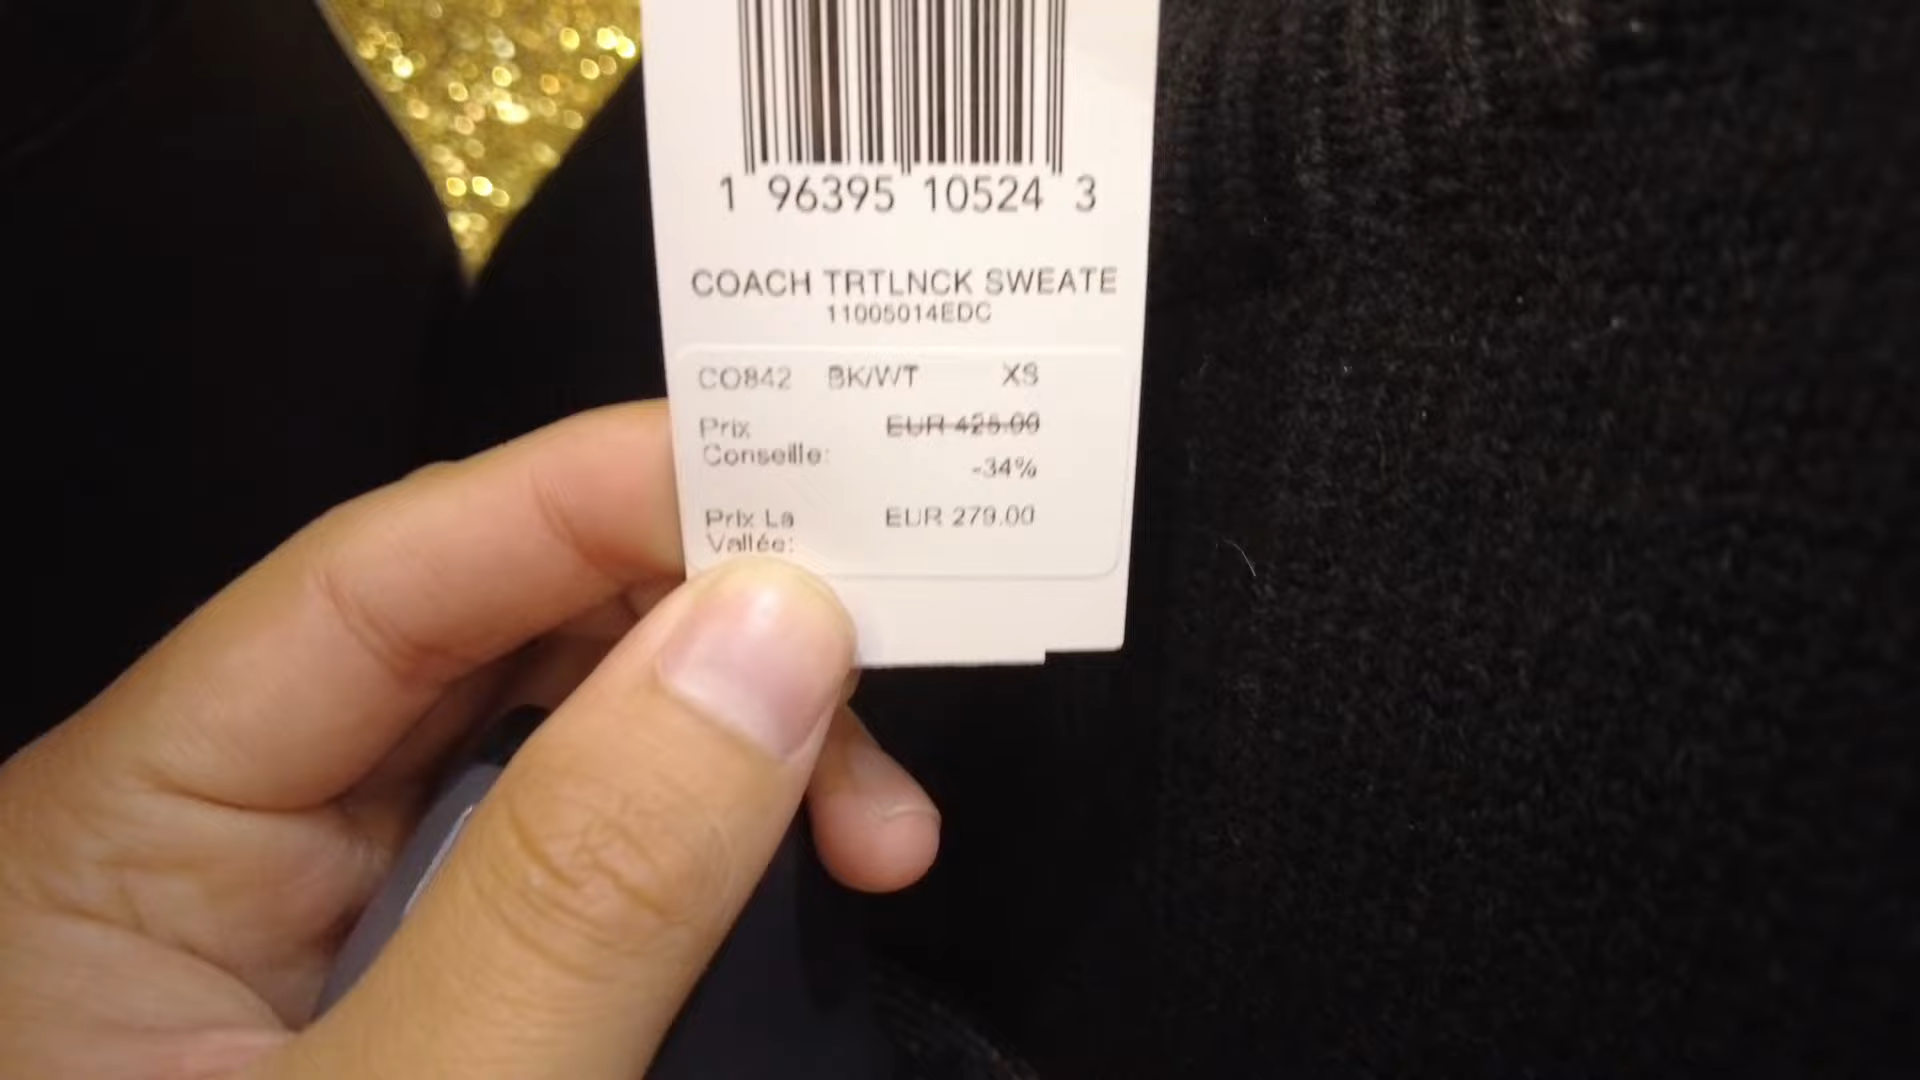 1 96395 10524 3
COACH TRTLNCK SWEATE
11005014EDC
CO842 BK/WT XS
Prix EUR 425.00
Conseille:
-34%
Prix La EUR 279.00
Vallée: